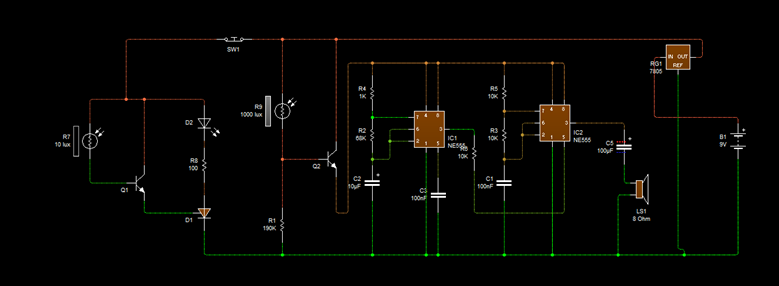 SW1
IN OUT
REF
RG1
7805
R7
10 lux
D2
R8
100
Q1
D1
R9
1000 lux
R1
190K
Q2
R4
1K
R2
68K
C2
10µF
+
7 4 8
6 3
2
1 5
IC1
NE555
C3
100nF
R6
10K
R5
10K
R3
10K
C1
100nF
7 4 8
6 3
2
1 5
IC2
NE555
C5
100µF
+
LS1
8 Ohm
B1
9V
+